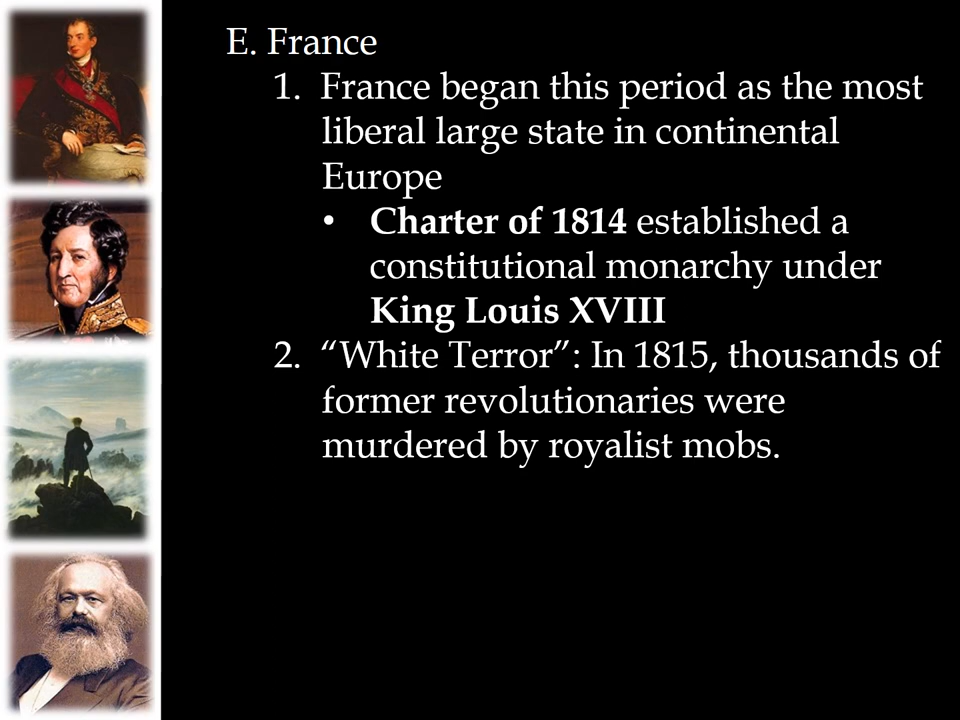 E. France
1. France began this period as the most
liberal large state in continental
Europe
• Charter of 1814 established a
constitutional monarchy under
King Louis XVIII
2. “White Terror”: In 1815, thousands of
former revolutionaries were
murdered by royalist mobs.